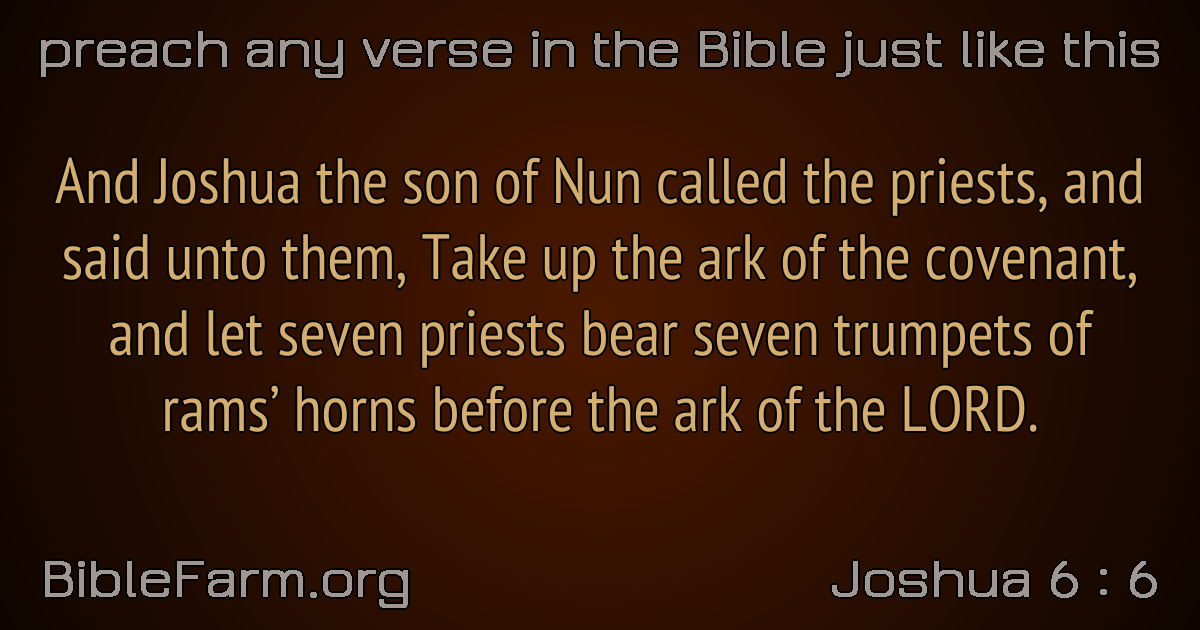 preach any verse in the Bible just like this
And Joshua the son of Nun called the priests, and
said unto them, Take up the ark of the covenant,
and let seven priests bear seven trumpets of
rams’ horns before the ark of the LORD.
BibleFarm.org
Joshua 6 : 6